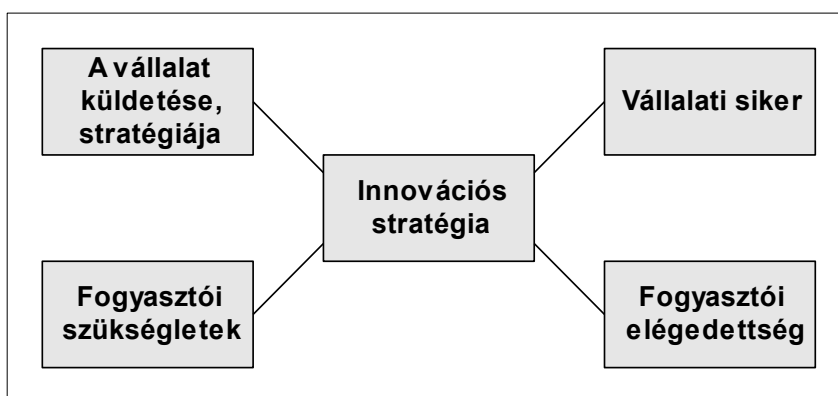 A vállalat
küldetése,
stratégiája
Vállalati siker
Innovációs
stratégia
Fogyasztói
szükségletek
Fogyasztói
elégedettség